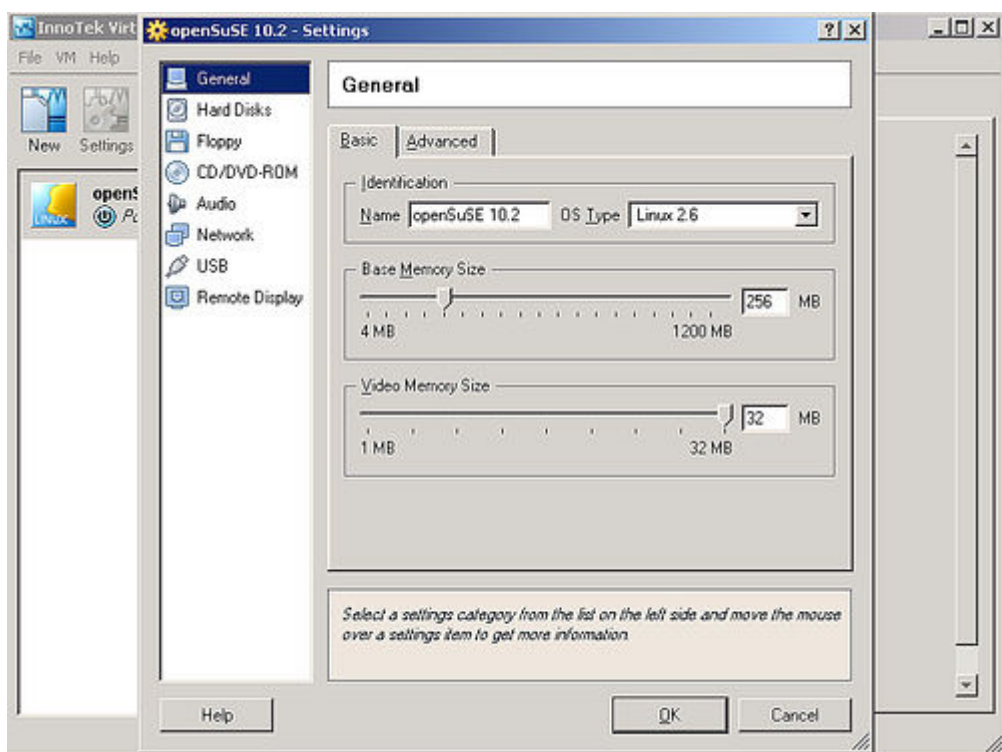 InnoTek Virt
openSuSE 10.2 - Settings
File VM Help
New Settings
openS
LINUX
General
Hard Disks
Floppy
CD/DVD-ROM
Audio
Network
USB
Remote Display
General
Basic Advanced
Identification
Name openSuSE 10.2 OS Type Linux 2.6
Base Memory Size
256 MB
4 MB 1200 MB
Video Memory Size
32 MB
1 MB 32 MB
Select a settings category from the list on the left side and move the mouse
over a settings item to get more information.
Help OK Cancel